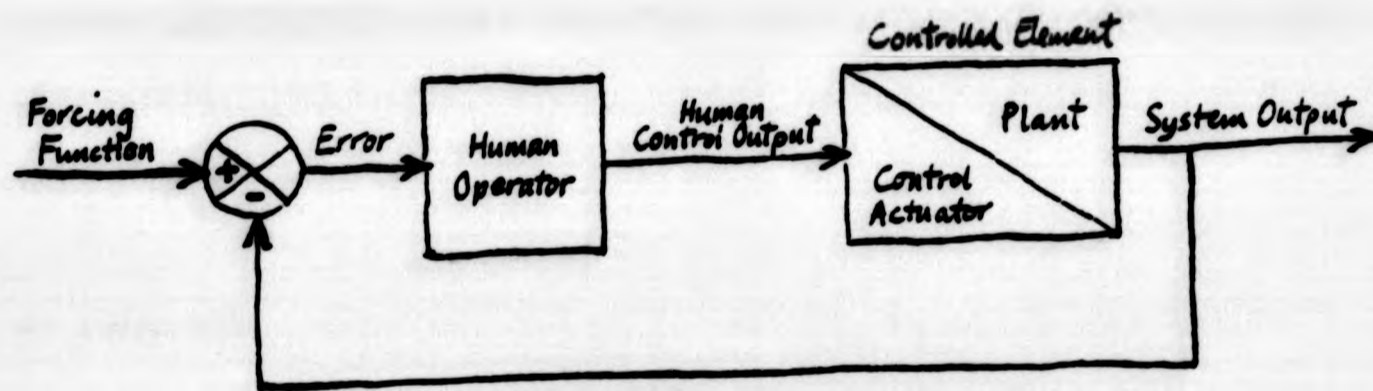 Forcing
Function
+
-
Error
Human
Operator
Human
Control Output
Controlled Element
Plant
Control
Actuator
System Output